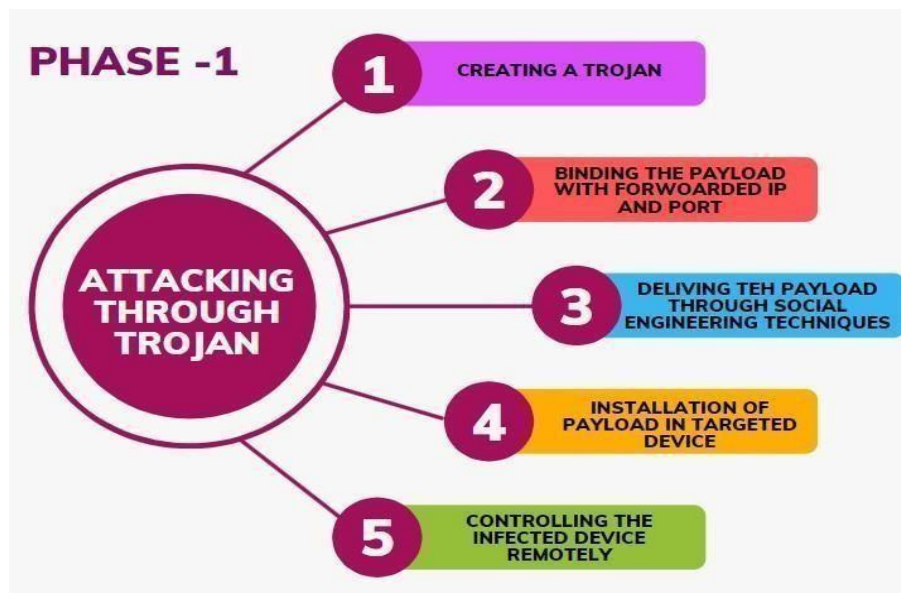 PHASE -1
1
CREATING A TROJAN
2
BINDING THE PAYLOAD
WITH FORWOARDED IP
AND PORT
ATTACKING
THROUGH
TROJAN
3
DELIVING TEH PAYLOAD
THROUGH SOCIAL
ENGINEERING TECHNIQUES
4
INSTALLATION OF
PAYLOAD IN TARGETED
DEVICE
5
CONTROLLING THE
INFECTED DEVICE
REMOTELY